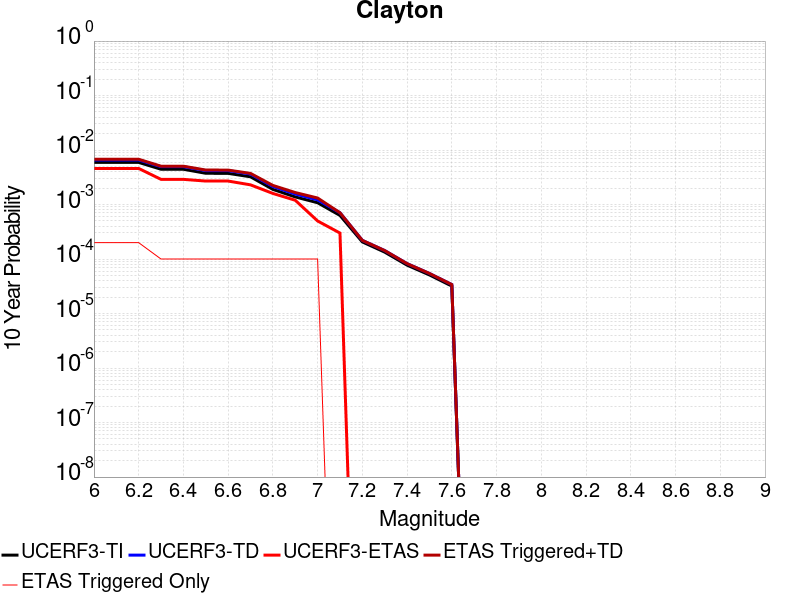 Clayton
10 0
10 -1
10 -2
10 -3
10 -4
10 -5
10 -6
10 -7
10 -8
10 Year Probability
6 6.2 6.4 6.6 6.8 7 7.2 7.4 7.6 7.8 8 8.2 8.4 8.6 8.8 9
Magnitude
UCERF3-TI UCERF3-TD UCERF3-ETAS ETAS Triggered+TD
ETAS Triggered Only